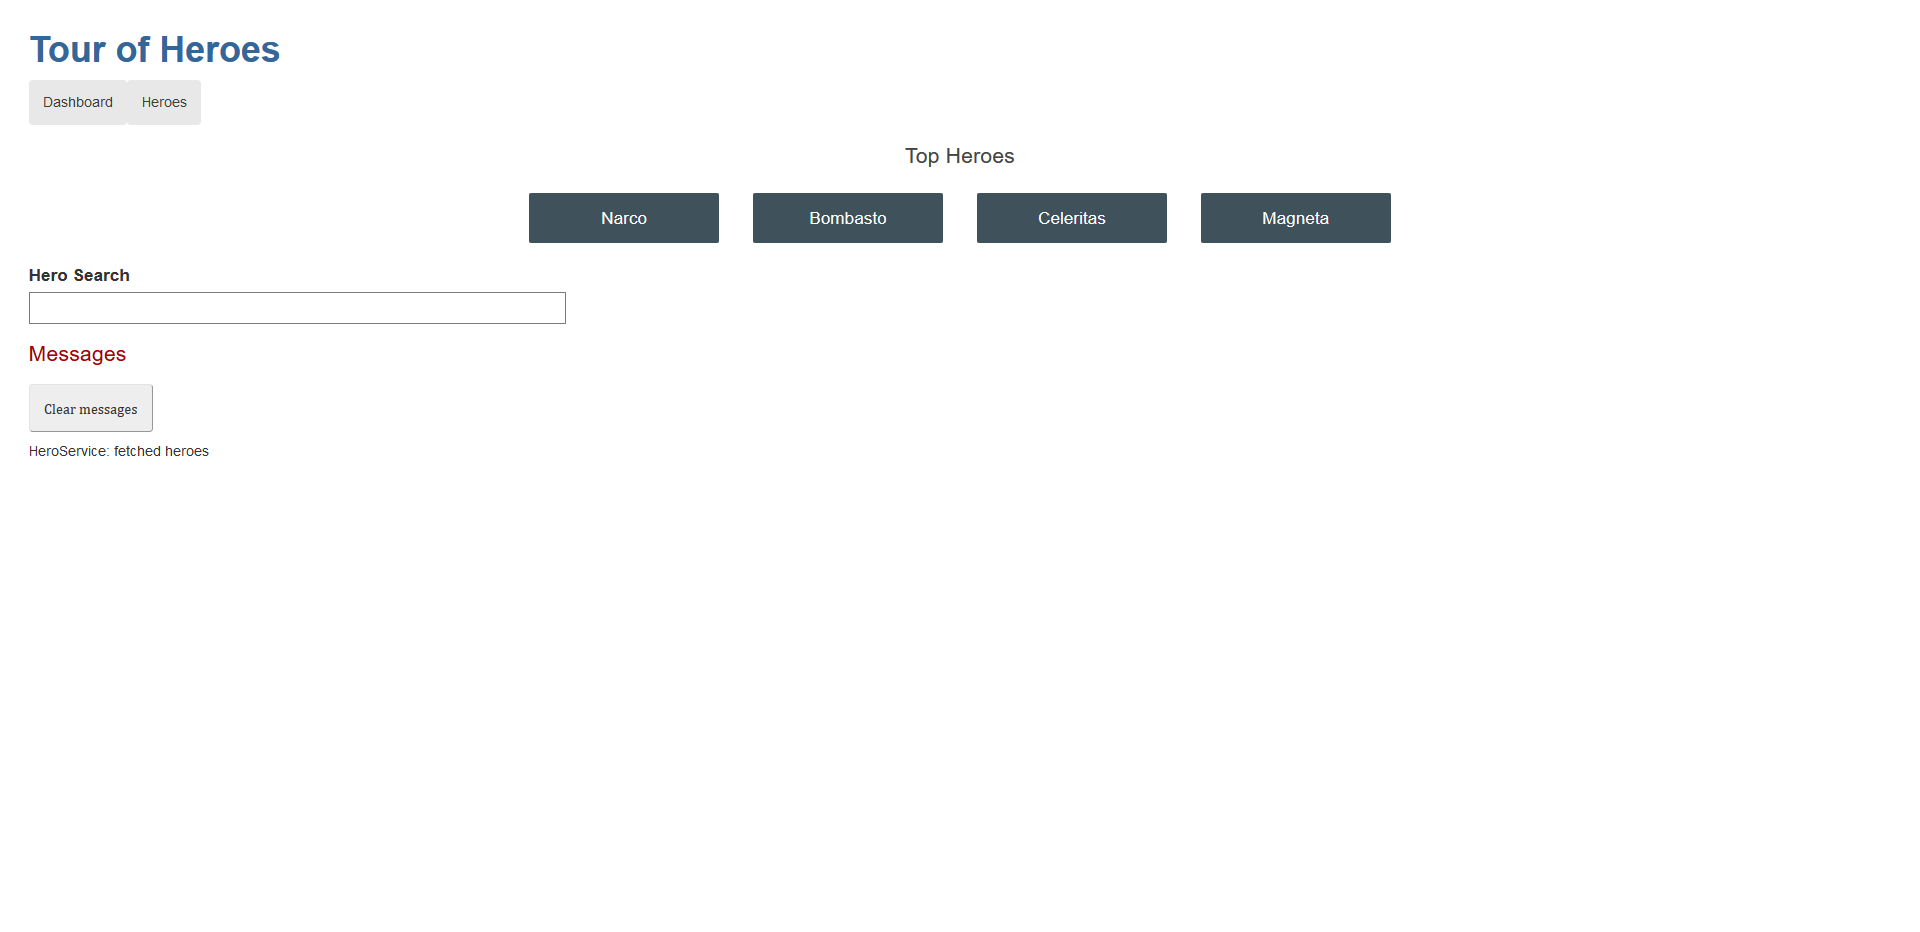 Tour of Heroes
Dashboard Heroes
Top Heroes
Narco Bombasto Celeritas Magneta
Hero Search
Messages
Clear messages
HeroService: fetched heroes